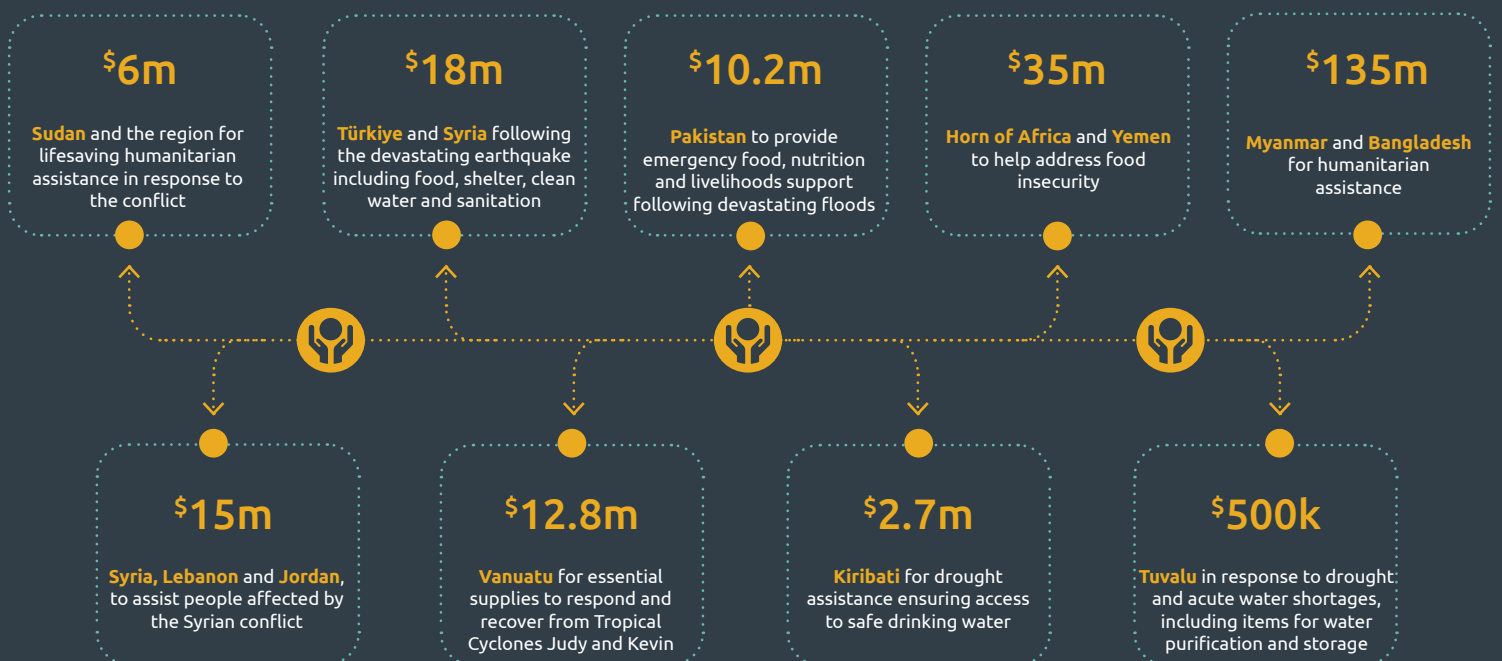 $6m
Sudan and the region for
lifesaving humanitarian
assistance in response to
the conflict
$18m
Türkiye and Syria following
the devastating earthquake
including food, shelter, clean
water and sanitation
$10.2m
Pakistan to provide
emergency food, nutrition
and livelihoods support
following devastating floods
$35m
Horn of Africa and Yemen
to help address food
insecurity
$135m
Myanmar and Bangladesh
for humanitarian
assistance
$15m
Syria, Lebanon and Jordan,
to assist people affected by
the Syrian conflict
$12.8m
Vanuatu for essential
supplies to respond and
recover from Tropical
Cyclones Judy and Kevin
$2.7m
Kiribati for drought
assistance ensuring access
to safe drinking water
$500k
Tuvalu in response to drought
and acute water shortages,
including items for water
purification and storage